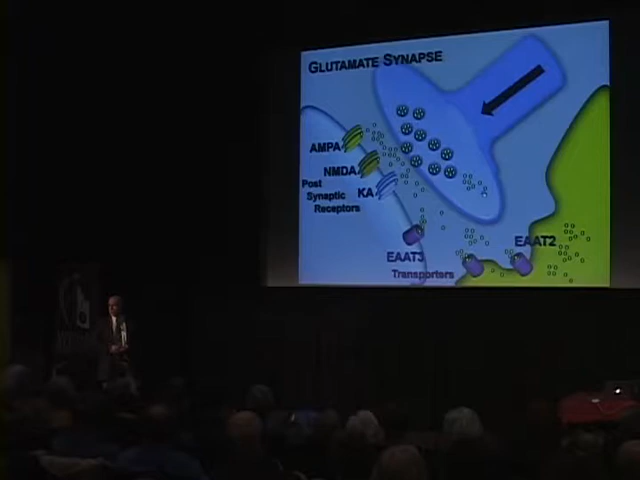 GLUTAMATE SYNAPSE
AMPA
NMDA
KA
Post
Synaptic
Receptors
EAAT3
Transporters
EAAT2